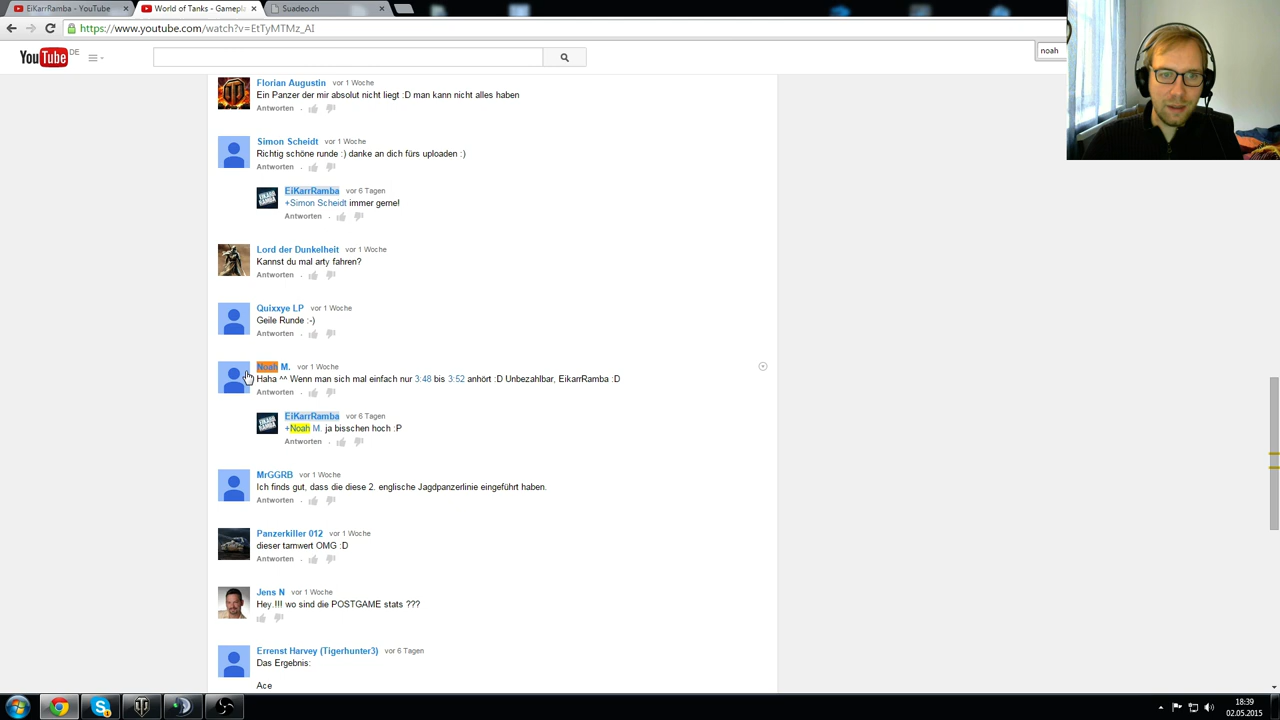 EiKarrRamba - YouTube
World of Tanks - Gamepla
Suadeo.ch
https://www.youtube.com/watch?v=EtTyMTMz_AI
YouTube DE
noah
Florian Augustin vor 1 Woche
Ein Panzer der mir absolut nicht liegt :D man kann nicht alles haben
Antworten
Simon Scheidt vor 1 Woche
Richtig schöne runde :) danke an dich fürs uploaden :)
Antworten
EiKarrRamba vor 6 Tagen
+Simon Scheidt immer gerne!
Antworten
Lord der Dunkelheit vor 1 Woche
Kannst du mal arty fahren?
Antworten
Quixxye LP vor 1 Woche
Geile Runde :-)
Antworten
Noah M. vor 1 Woche
Haha ^^ Wenn man sich mal einfach nur 3:48 bis 3:52 anhört :D Unbezahlbar, EikarrRamba :D
Antworten
EiKarrRamba vor 6 Tagen
+Noah M. ja bisschen hoch :P
Antworten
MrGGRB vor 1 Woche
Ich finds gut, dass die diese 2. englische Jagdpanzerlinie eingeführt haben.
Antworten
Panzerkiller 012 vor 1 Woche
dieser tarnwert OMG :D
Antworten
Jens N vor 1 Woche
Hey.!!! wo sind die POSTGAME stats ???
Errenst Harvey (Tigerhunter3) vor 6 Tagen
Das Ergebnis:
Ace
18:39
02.05.2015